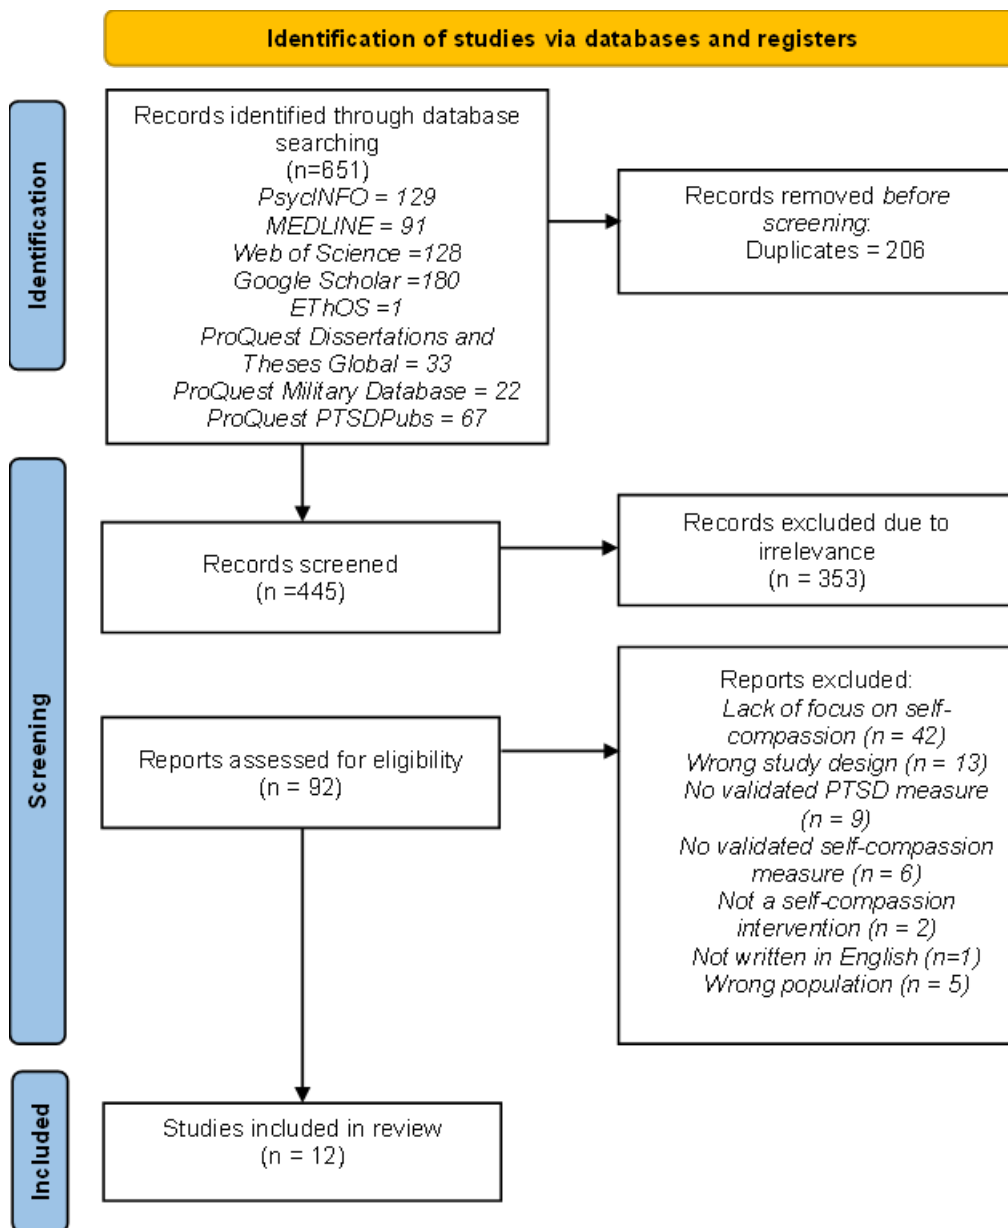 Identification of studies via databases and registers
Identification
Records identified through database
searching
(n=651)
PsycINFO = 129
MEDLINE = 91
Web of Science =128
Google Scholar =180
EThOS =1
ProQuest Dissertations and
Theses Global = 33
ProQuest Military Database = 22
ProQuest PTSDPubs = 67
Records removed before
screening:
Duplicates = 206
Screening
Records screened
(n =445)
Records excluded due to
irrelevance
(n = 353)
Reports assessed for eligibility
(n = 92)
Reports excluded:
Lack of focus on self-
compassion (n = 42)
Wrong study design (n = 13)
No validated PTSD measure
(n = 9)
No validated self-compassion
measure (n = 6)
Not a self-compassion
intervention (n = 2)
Not written in English (n=1)
Wrong population (n = 5)
Included
Studies included in review
(n = 12)